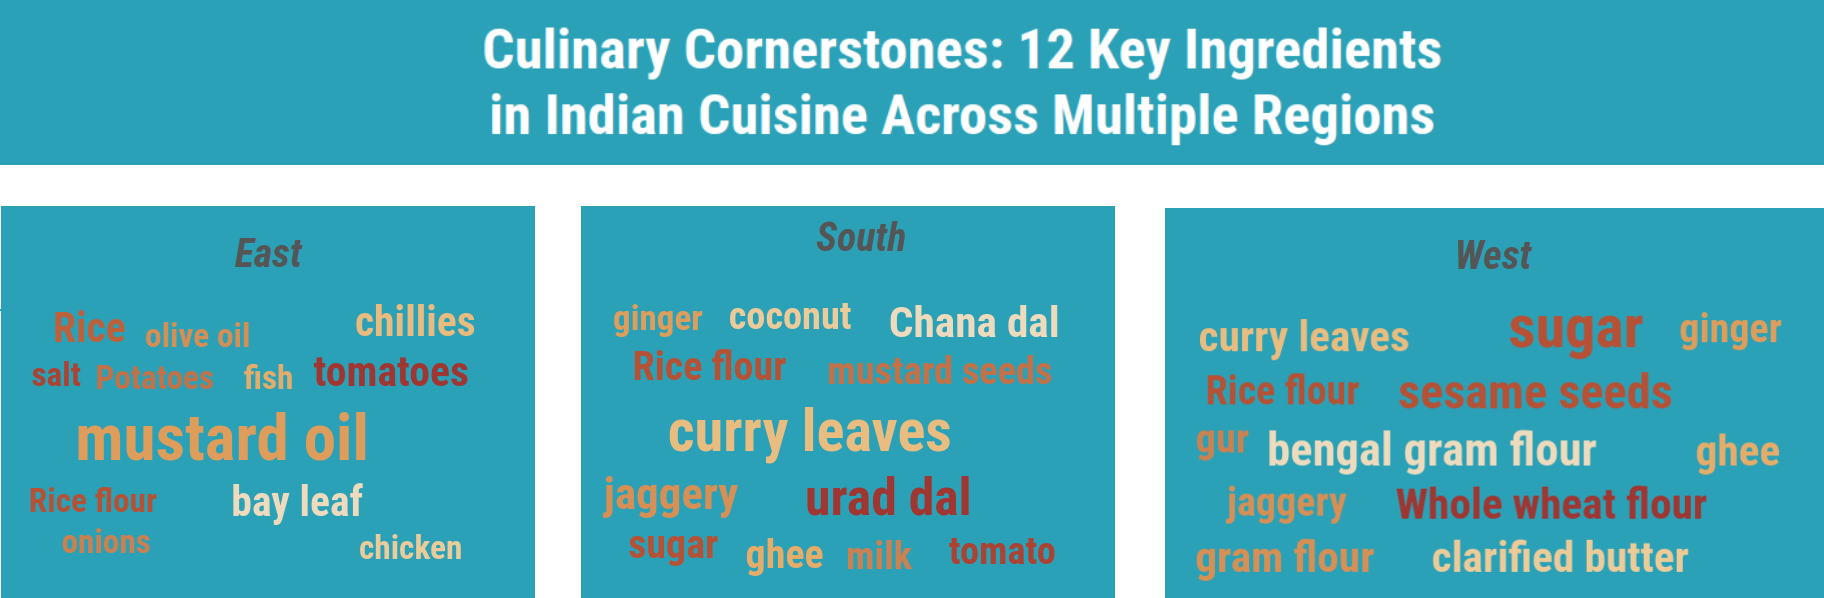 Culinary Cornerstones: 12 Key Ingredients
in Indian Cuisine Across Multiple Regions
East
Rice olive oil chillies
salt Potatoes fish tomatoes
mustard oil
Rice flour bay leaf
onions chicken
South
ginger coconut Chana dal
Rice flour mustard seeds
curry leaves
jaggery urad dal
sugar ghee milk tomato
West
curry leaves sugar ginger
Rice flour sesame seeds
gur bengal gram flour ghee
jaggery Whole wheat flour
gram flour clarified butter